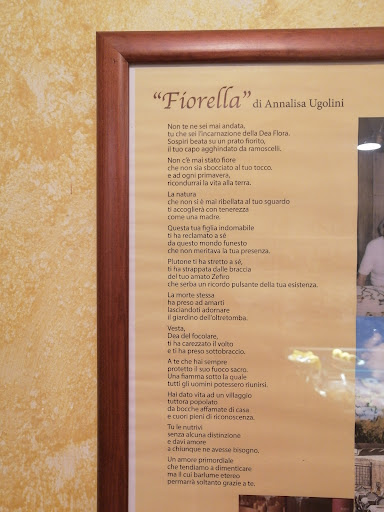 “Fiorella” di Annalisa Ugolini
Non te ne sei mai andata,
tu che sei l'incarnazione della Dea Flora.
Sospiri beata su un prato fiorito,
il tuo capo agghindato da ramoscelli.
Non c'è mai stato fiore
che non sia sbocciato al tuo tocco.
e ad ogni primavera,
ricondurrai la vita alla terra.
La natura
che non si è mai ribellata al tuo sguardo
ti accoglierà con tenerezza
come una madre.
Questa tua figlia indomabile
ti ha reclamato a sé
da questo mondo funesto
che non meritava la tua presenza.
Plutone ti ha stretto a sé,
ti ha strappata dalle braccia
del tuo amato Zefiro
che serba un ricordo pulsante della tua esistenza.
La morte stessa
ha preso ad amarti
lasciandoti adornare
il giardino dell'oltretomba.
Vesta,
Dea del focolare,
ti ha carezzato il volto
e ti ha preso sottobraccio.
A te che hai sempre
protetto il suo fuoco sacro.
Una fiamma sotto la quale
tutti gli uomini potessero riunirsi.
Hai dato vita ad un villaggio
tuttora popolato
da bocche affamate di casa
e cuori pieni di riconoscenza.
Tu le nutrivi
senza alcuna distinzione
e davi amore
a chiunque ne avesse bisogno.
Un amore primordiale
che tendiamo a dimenticare
ma il cui barlume etereo
permarrà soltanto grazie a te.